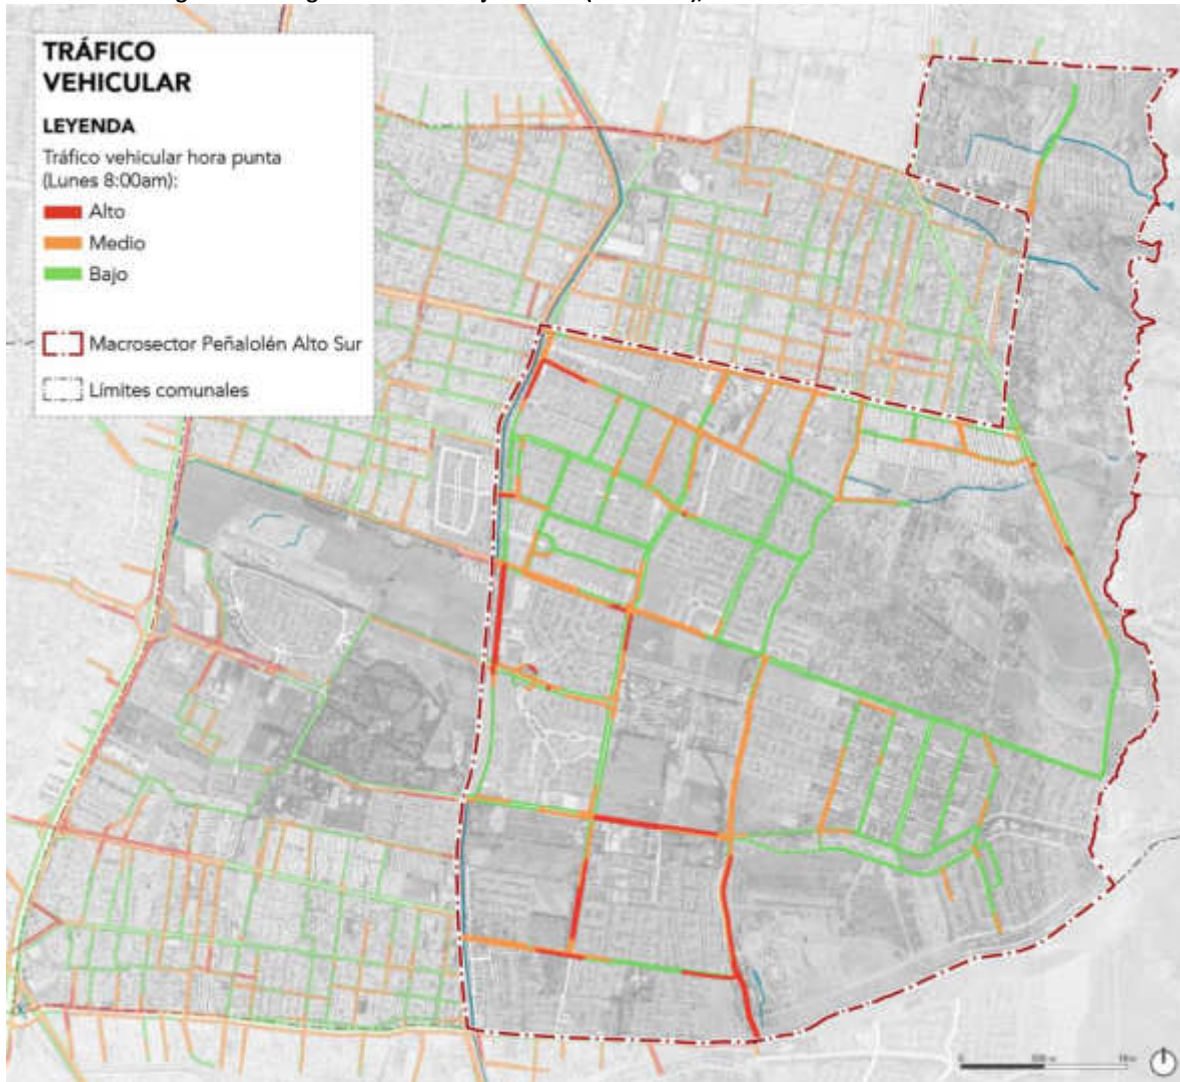 TRÁFICO
VEHICULAR
LEYENDA
Tráfico vehicular hora punta
(Lunes 8:00am):
Alto
Medio
Bajo
Macrosector Peñalolén Alto Sur
Límites comunales
0